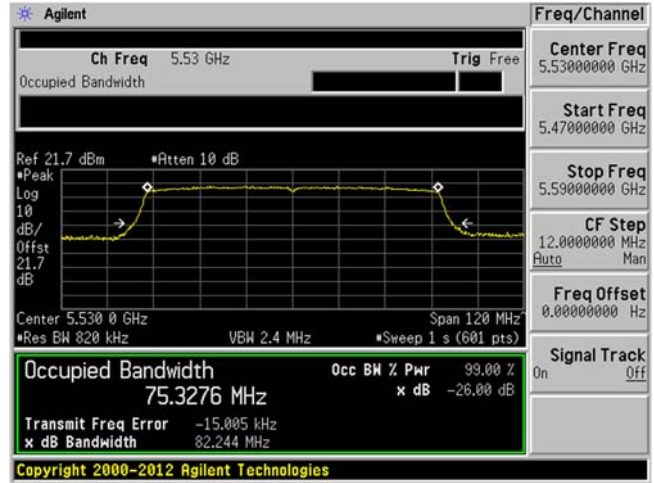 Agilent
Freq/Channel
Ch Freq 5.53 GHz Trig Free
Occupied Bandwidth
Center Freq
5.53000000 GHz
Start Freq
5.47000000 GHz
Stop Freq
5.59000000 GHz
CF Step
12.0000000 MHz
Auto Man
Freq Offset
0.00000000 Hz
Signal Track
On Off
Ref 21.7 dBm #Atten 10 dB
#Peak
Log
10
dB/
Offst
21.7
dB
Center 5.530 0 GHz Span 120 MHz
#Res BW 820 kHz VBW 2.4 MHz #Sweep 1 s (601 pts)
Occupied Bandwidth Occ BW % Pwr 99.00 %
75.3276 MHz x dB -26.00 dB
Transmit Freq Error -15.005 kHz
x dB Bandwidth 82.244 MHz
Copyright 2000-2012 Agilent Technologies